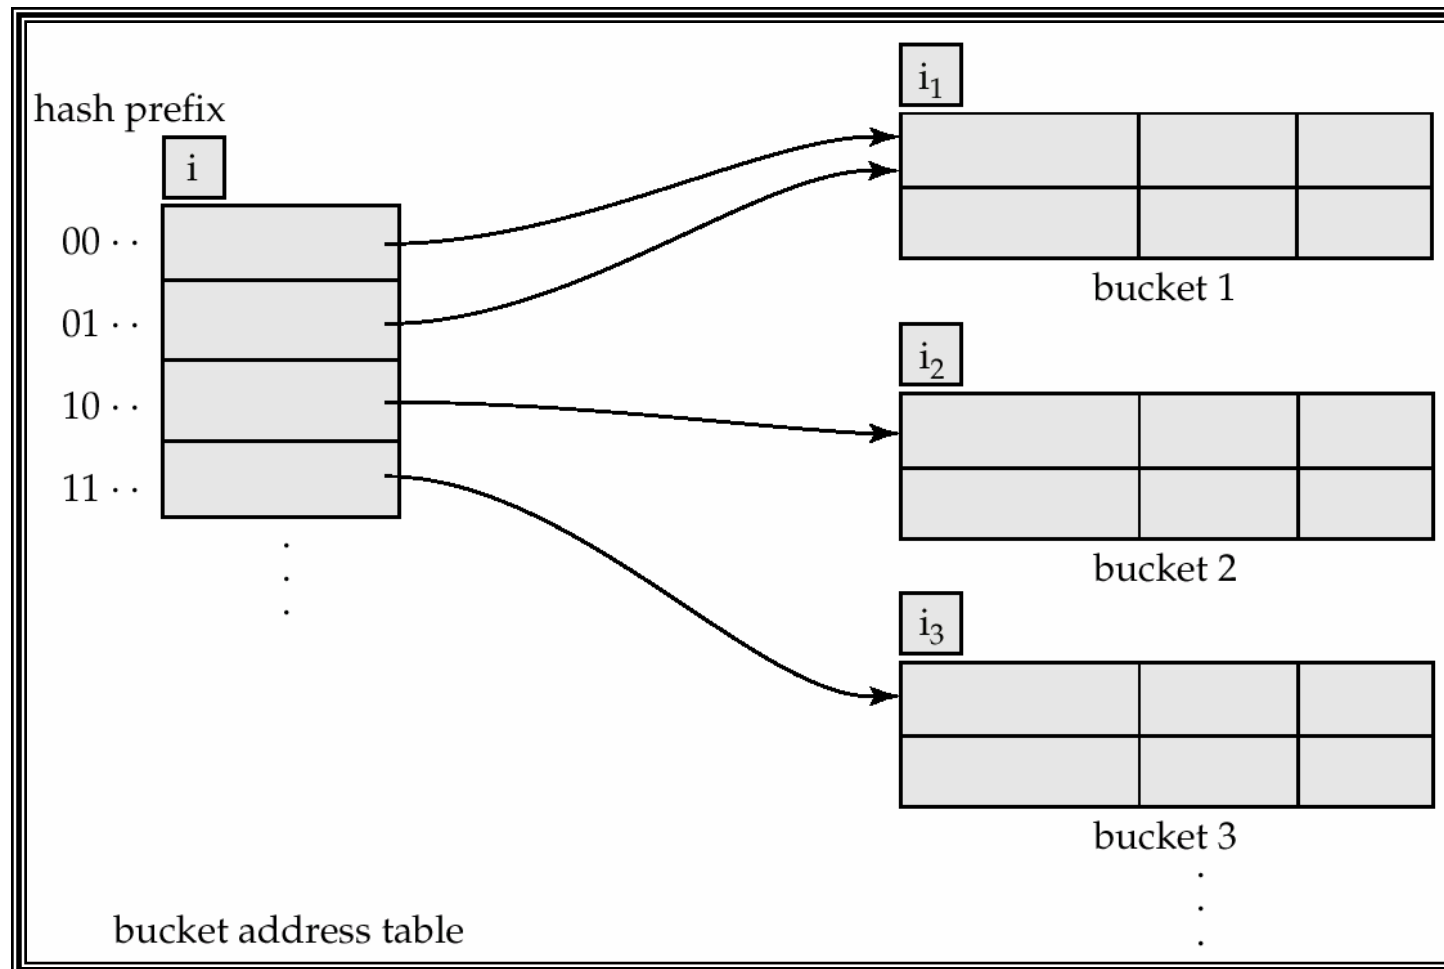 hash prefix
i
00 · ·
01 · ·
10 · ·
11 · ·
bucket address table
i₁
bucket 1
i₂
bucket 2
i₃
bucket 3